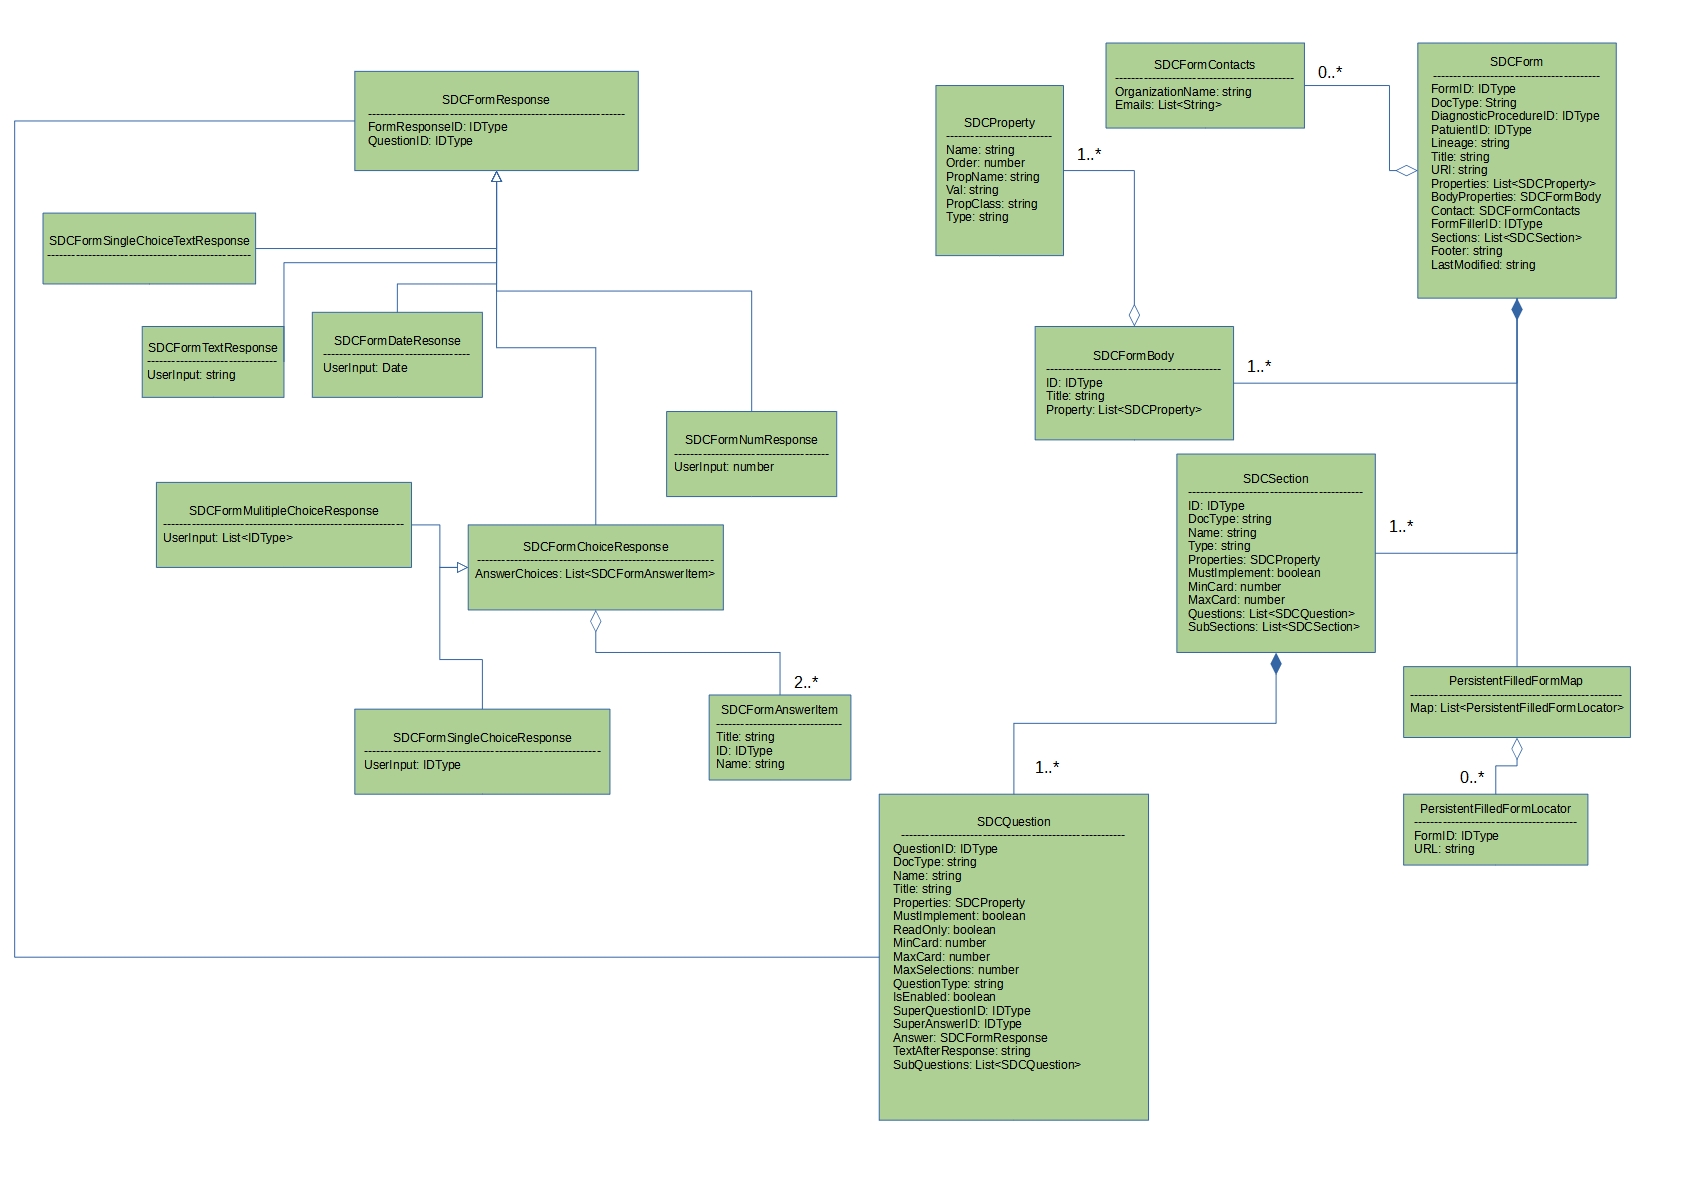 SDCFormResponse
FormResponseID: IDType
QuestionID: IDType
SDCFormSingleChoiceTextResponse
SDCFormTextResponse
UserInput: string
SDCFormDateResonse
UserInput: Date
SDCFormNumResponse
UserInput: number
SDCFormMulitipleChoiceResponse
UserInput: List<IDType>
SDCFormChoiceResponse
AnswerChoices: List<SDCFormAnswerItem>
SDCFormSingleChoiceResponse
UserInput: IDType
2..*
SDCFormAnswerItem
Title: string
ID: IDType
Name: string
SDCProperty
Name: string
Order: number
PropName: string
Val: string
PropClass: string
Type: string
1..*
SDCFormContacts
OrganizationName: string
Emails: List<String>
0..*
SDCForm
FormID: IDType
DocType: String
DiagnosticProcedureID: IDType
PatuientID: IDType
Lineage: string
Title: string
URI: string
Properties: List<SDCProperty>
BodyProperties: SDCFormBody
Contact: SDCFormContacts
FormFillerID: IDType
Sections: List<SDCSection>
Footer: string
LastModified: string
SDCFormBody
ID: IDType
Title: string
Property: List<SDCProperty>
1..*
SDCSection
ID: IDType
DocType: string
Name: string
Type: string
Properties: SDCProperty
MustImplement: boolean
MinCard: number
MaxCard: number
Questions: List<SDCQuestion>
SubSections: List<SDCSection>
1..*
PersistentFilledFormMap
Map: List<PersistentFilledFormLocator>
0..*
PersistentFilledFormLocator
FormID: IDType
URL: string
1..*
SDCQuestion
QuestionID: IDType
DocType: string
Name: string
Title: string
Properties: SDCProperty
MustImplement: boolean
ReadOnly: boolean
MinCard: number
MaxCard: number
MaxSelections: number
QuestionType: string
IsEnabled: boolean
SuperQuestionID: IDType
SuperAnswerID: IDType
Answer: SDCFormResponse
TextAfterResponse: string
SubQuestions: List<SDCQuestion>